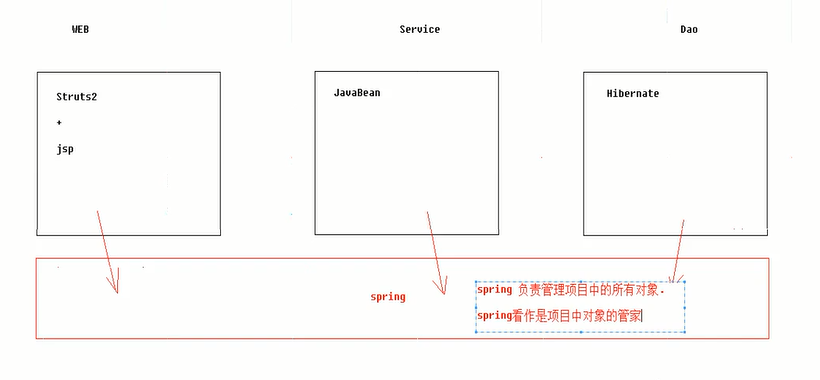 WEB
Service
Dao
Struts2
+
jsp
JavaBean
Hibernate
spring
spring 负责管理项目中的所有对象.
spring看作是项目中对象的管家